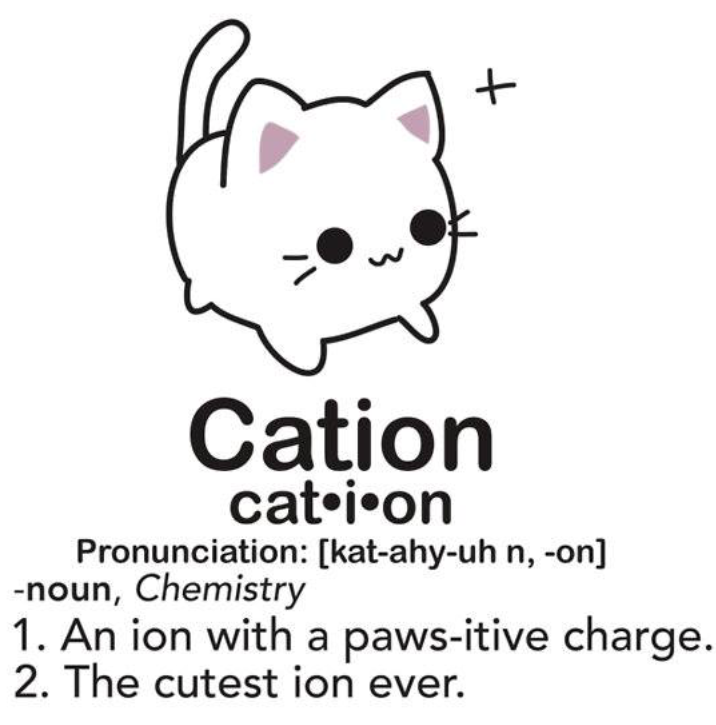 +
Cation
cat•i•on
Pronunciation: [kat-ahy-uh n, -on]
-noun, Chemistry
1. An ion with a paws-itive charge.
2. The cutest ion ever.